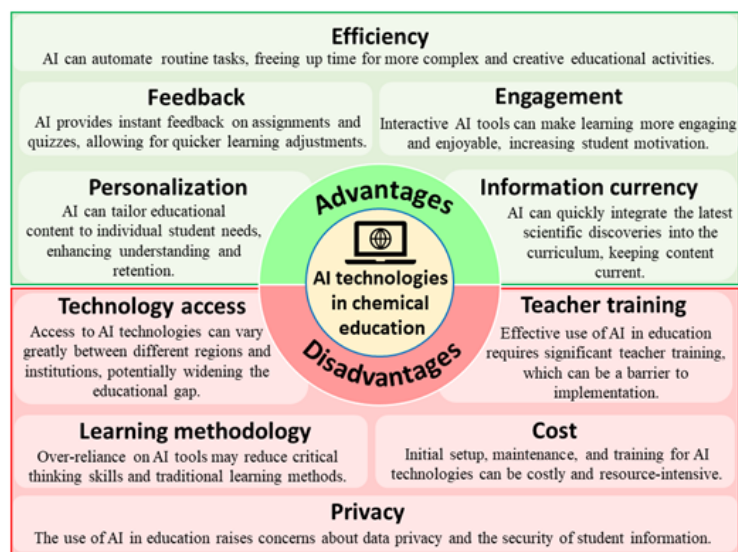 Efficiency
AI can automate routine tasks, freeing up time for more complex and creative educational activities.
Feedback
AI provides instant feedback on assignments and
quizzes, allowing for quicker learning adjustments.
Engagement
Interactive AI tools can make learning more engaging
and enjoyable, increasing student motivation.
Personalization
AI can tailor educational
content to individual student needs,
enhancing understanding and
retention.
Advantages
Information currency
AI can quickly integrate the latest
scientific discoveries into the
curriculum, keeping content
current.
AI technologies
in chemical
education
Disadvantages
Technology access
Access to AI technologies can vary
greatly between different regions and
institutions, potentially widening the
educational gap.
Teacher training
Effective use of AI in education
requires significant teacher training,
which can be a barrier to
implementation.
Learning methodology
Over-reliance on AI tools may reduce critical
thinking skills and traditional learning methods.
Cost
Initial setup, maintenance, and training for AI
technologies can be costly and resource-intensive.
Privacy
The use of AI in education raises concerns about data privacy and the security of student information.